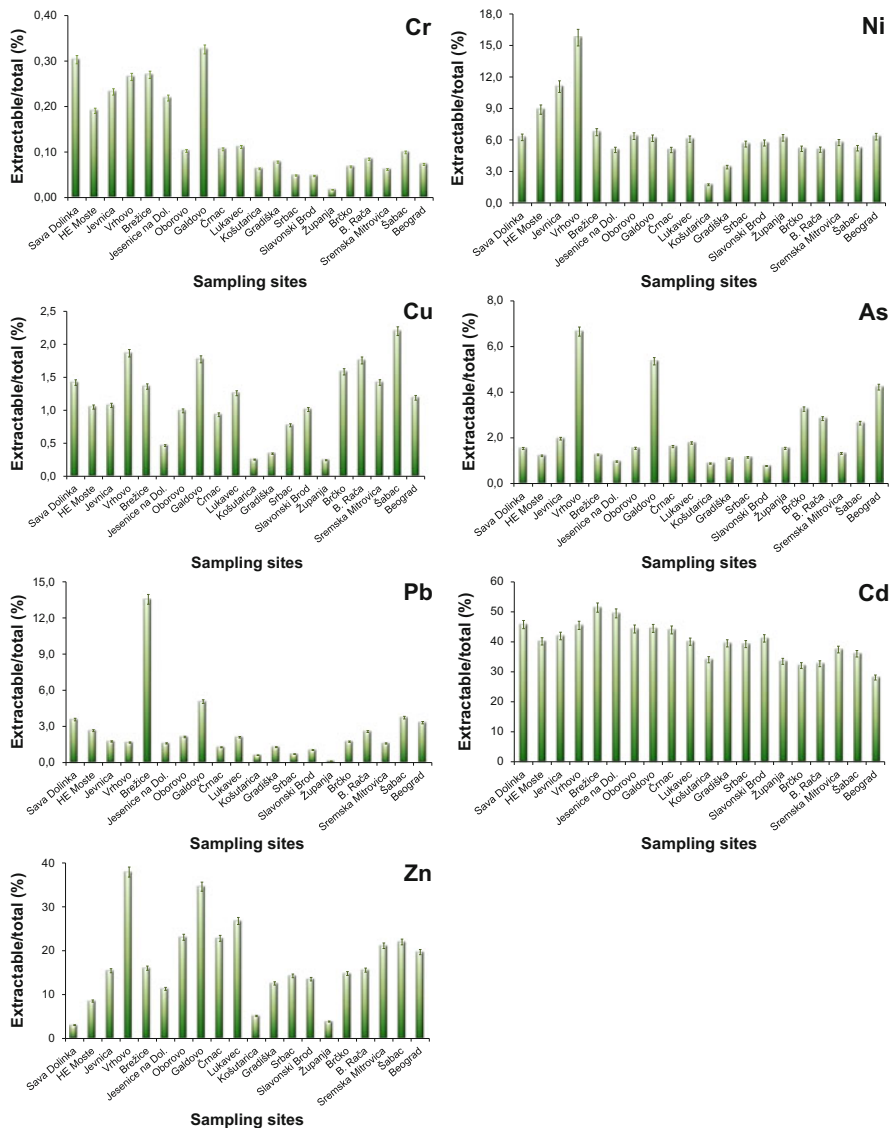 Cr
Extractable/total (%)
0,40
0,30
0,20
0,10
0,00
Sava Dolinka
HE Moste
Jevnica
Vrhovo
Brežice
Jesenice na Dol.
Oborovo
Galdovo
Črnac
Lukavec
Košutarica
Gradiška
Srbac
Slavonski Brod
Županja
Brčko
B. Rača
Sremska Mitrovica
Šabac
Beograd
Sampling sites
Ni
Extractable/total (%)
18,0
15,0
12,0
9,0
6,0
3,0
0,0
Sava Dolinka
HE Moste
Jevnica
Vrhovo
Brežice
Jesenice na Dol.
Oborovo
Galdovo
Črnac
Lukavec
Košutarica
Gradiška
Srbac
Slavonski Brod
Županja
Brčko
B. Rača
Sremska Mitrovica
Šabac
Beograd
Sampling sites
Cu
Extractable/total (%)
2,5
2,0
1,5
1,0
0,5
0,0
Sava Dolinka
HE Moste
Jevnica
Vrhovo
Brežice
Jesenice na Dol.
Oborovo
Galdovo
Črnac
Lukavec
Košutarica
Gradiška
Srbac
Slavonski Brod
Županja
Brčko
B. Rača
Sremska Mitrovica
Šabac
Beograd
Sampling sites
As
Extractable/total (%)
8,0
6,0
4,0
2,0
0,0
Sava Dolinka
HE Moste
Jevnica
Vrhovo
Brežice
Jesenice na Dol.
Oborovo
Galdovo
Črnac
Lukavec
Košutarica
Gradiška
Srbac
Slavonski Brod
Županja
Brčko
B. Rača
Sremska Mitrovica
Šabac
Beograd
Sampling sites
Pb
Extractable/total (%)
15,0
12,0
9,0
6,0
3,0
0,0
Sava Dolinka
HE Moste
Jevnica
Vrhovo
Brežice
Jesenice na Dol.
Oborovo
Galdovo
Črnac
Lukavec
Košutarica
Gradiška
Srbac
Slavonski Brod
Županja
Brčko
B. Rača
Sremska Mitrovica
Šabac
Beograd
Sampling sites
Cd
Extractable/total (%)
60
50
40
30
20
10
0
Sava Dolinka
HE Moste
Jevnica
Vrhovo
Brežice
Jesenice na Dol.
Oborovo
Galdovo
Črnac
Lukavec
Košutarica
Gradiška
Srbac
Slavonski Brod
Županja
Brčko
B. Rača
Sremska Mitrovica
Šabac
Beograd
Sampling sites
Zn
Extractable/total (%)
40
30
20
10
0
Sava Dolinka
HE Moste
Jevnica
Vrhovo
Brežice
Jesenice na Dol.
Oborovo
Galdovo
Črnac
Lukavec
Košutarica
Gradiška
Srbac
Slavonski Brod
Županja
Brčko
B. Rača
Sremska Mitrovica
Šabac
Beograd
Sampling sites